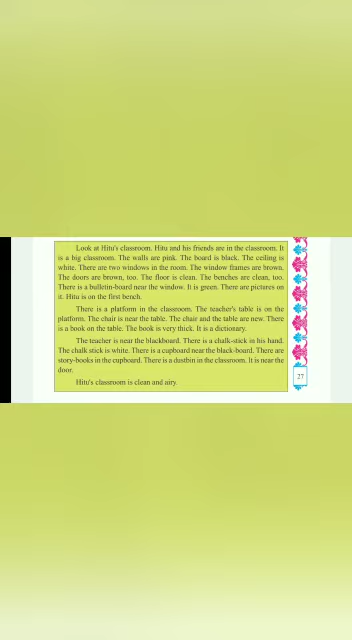 Look at Hitu's classroom. Hitu and his friends are in the classroom. It
is a big classroom. The walls are pink. The board is black. The ceiling is
white. There are two windows in the room. The window frames are brown.
The doors are brown, too. The floor is clean. The benches are clean, too.
There is a bulletin-board near the window. It is green. There are pictures on
it. Hitu is on the first bench.
There is a platform in the classroom. The teacher's table is on the
platform. The chair is near the table. The chair and the table are new. There
is a book on the table. The book is very thick. It is a dictionary.
The teacher is near the blackboard. There is a chalk-stick in his hand.
The chalk stick is white. There is a cupboard near the black-board. There are
story-books in the cupboard. There is a dustbin in the classroom. It is near the
door.
Hitu's classroom is clean and airy.
27